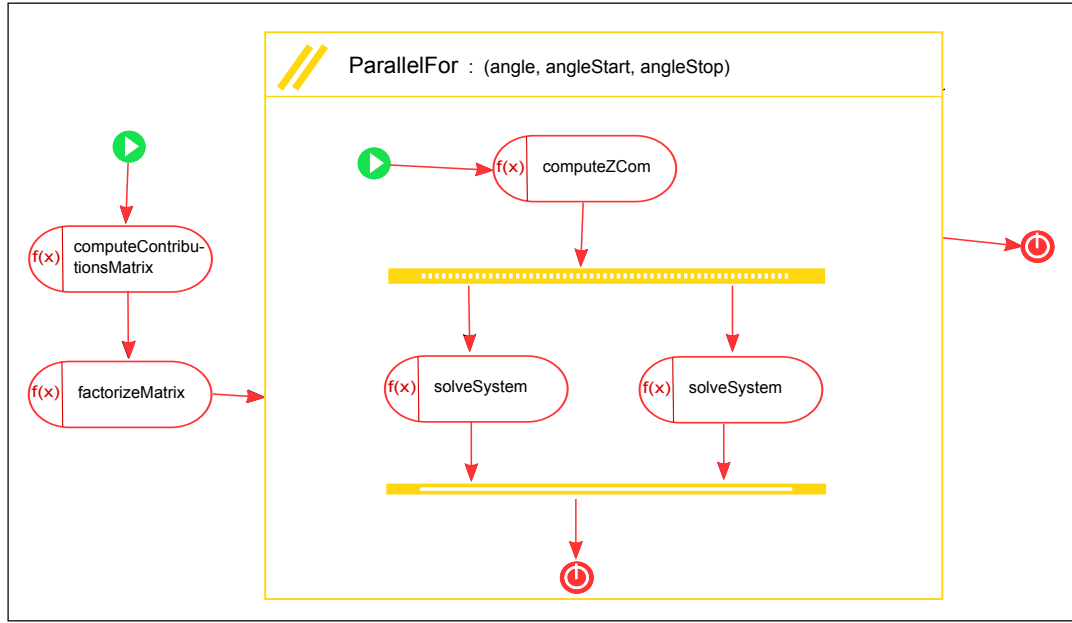 ParallelFor : (angle, angleStart, angleStop)
f(x) computeZCom
f(x) computeContribu-
tionsMatrix
f(x) factorizeMatrix
f(x) solveSystem
f(x) solveSystem